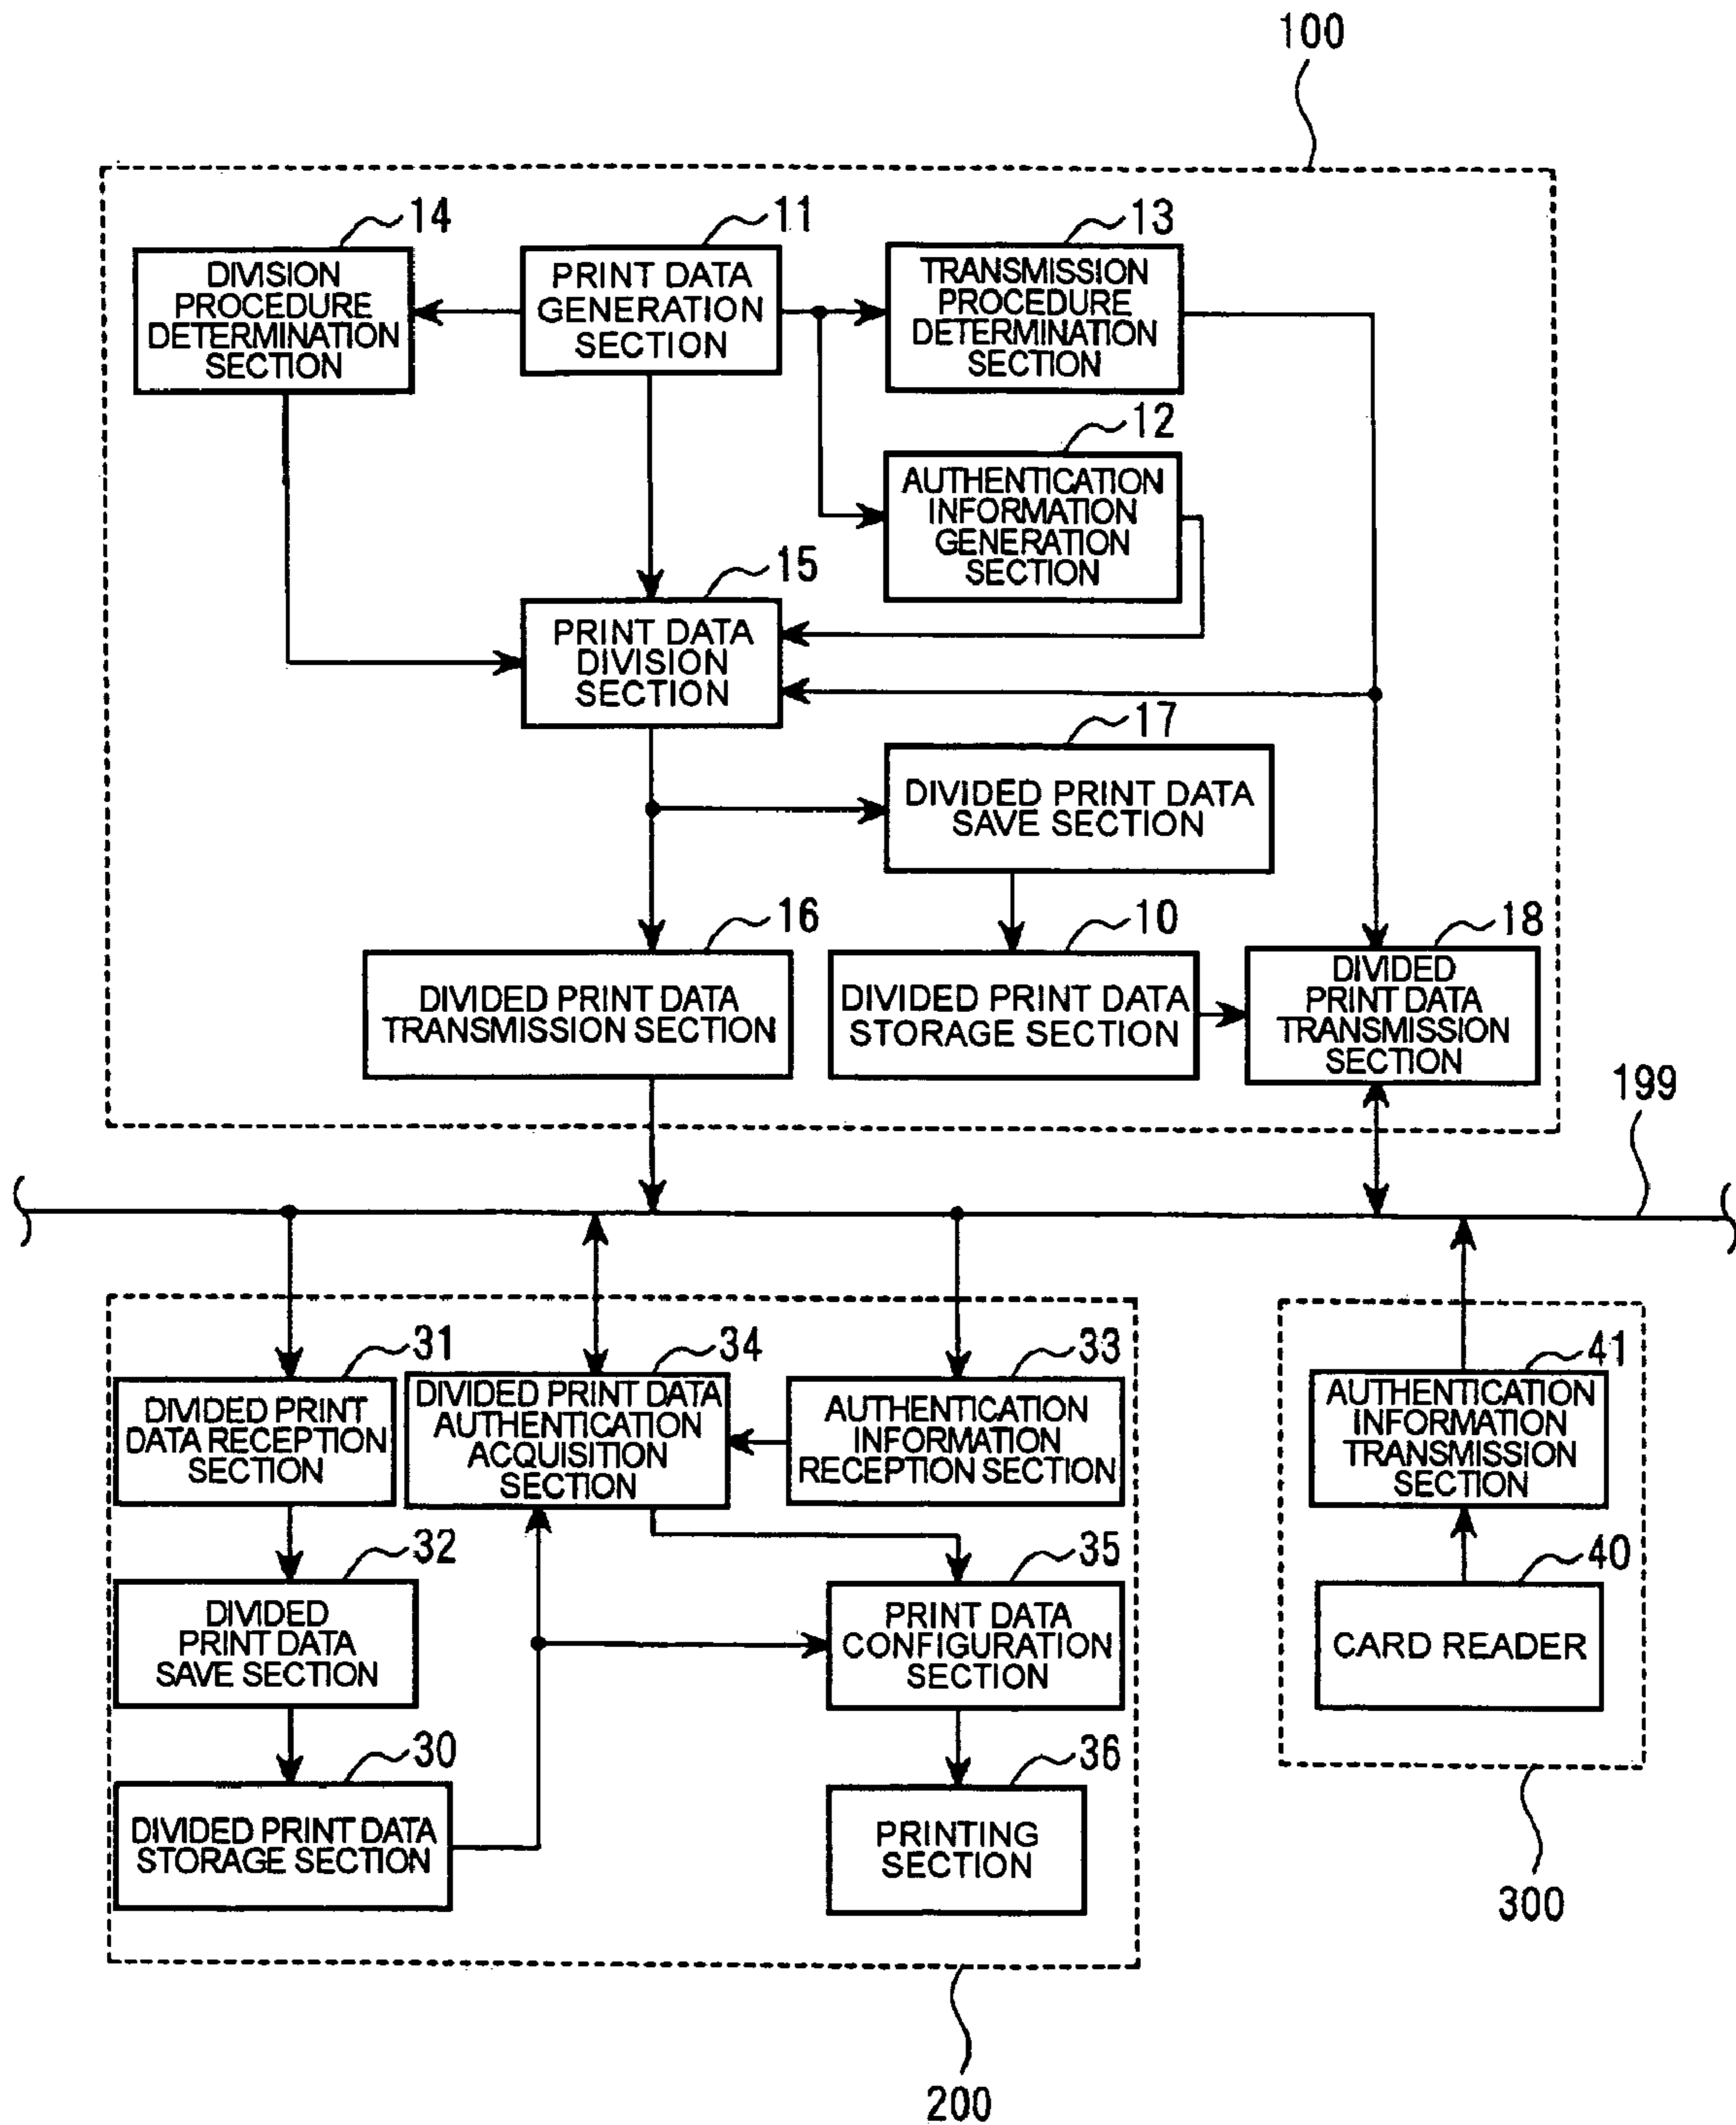 100
14
11
13
DIVISION
PROCEDURE
DETERMINATION
SECTION
PRINT DATA
GENERATION
SECTION
TRANSMISSION
PROCEDURE
DETERMINATION
SECTION
12
AUTHENTICATION
INFORMATION
GENERATION
SECTION
15
PRINT DATA
DIVISION
SECTION
17
DIVIDED PRINT DATA
SAVE SECTION
16
10
18
DIVIDED PRINT DATA
TRANSMISSION SECTION
DIVIDED PRINT DATA
STORAGE SECTION
DIVIDED
PRINT DATA
TRANSMISSION
SECTION
199
31
34
33
41
DIVIDED PRINT
DATA RECEPTION
SECTION
DIVIDED PRINT DATA
AUTHENTICATION
ACQUISITION
SECTION
AUTHENTICATION
INFORMATION
RECEPTION SECTION
AUTHENTICATION
INFORMATION
TRANSMISSION
SECTION
32
35
40
DIVIDED
PRINT DATA
SAVE SECTION
PRINT DATA
CONFIGURATION
SECTION
CARD READER
30
36
DIVIDED PRINT DATA
STORAGE SECTION
PRINTING
SECTION
300
200